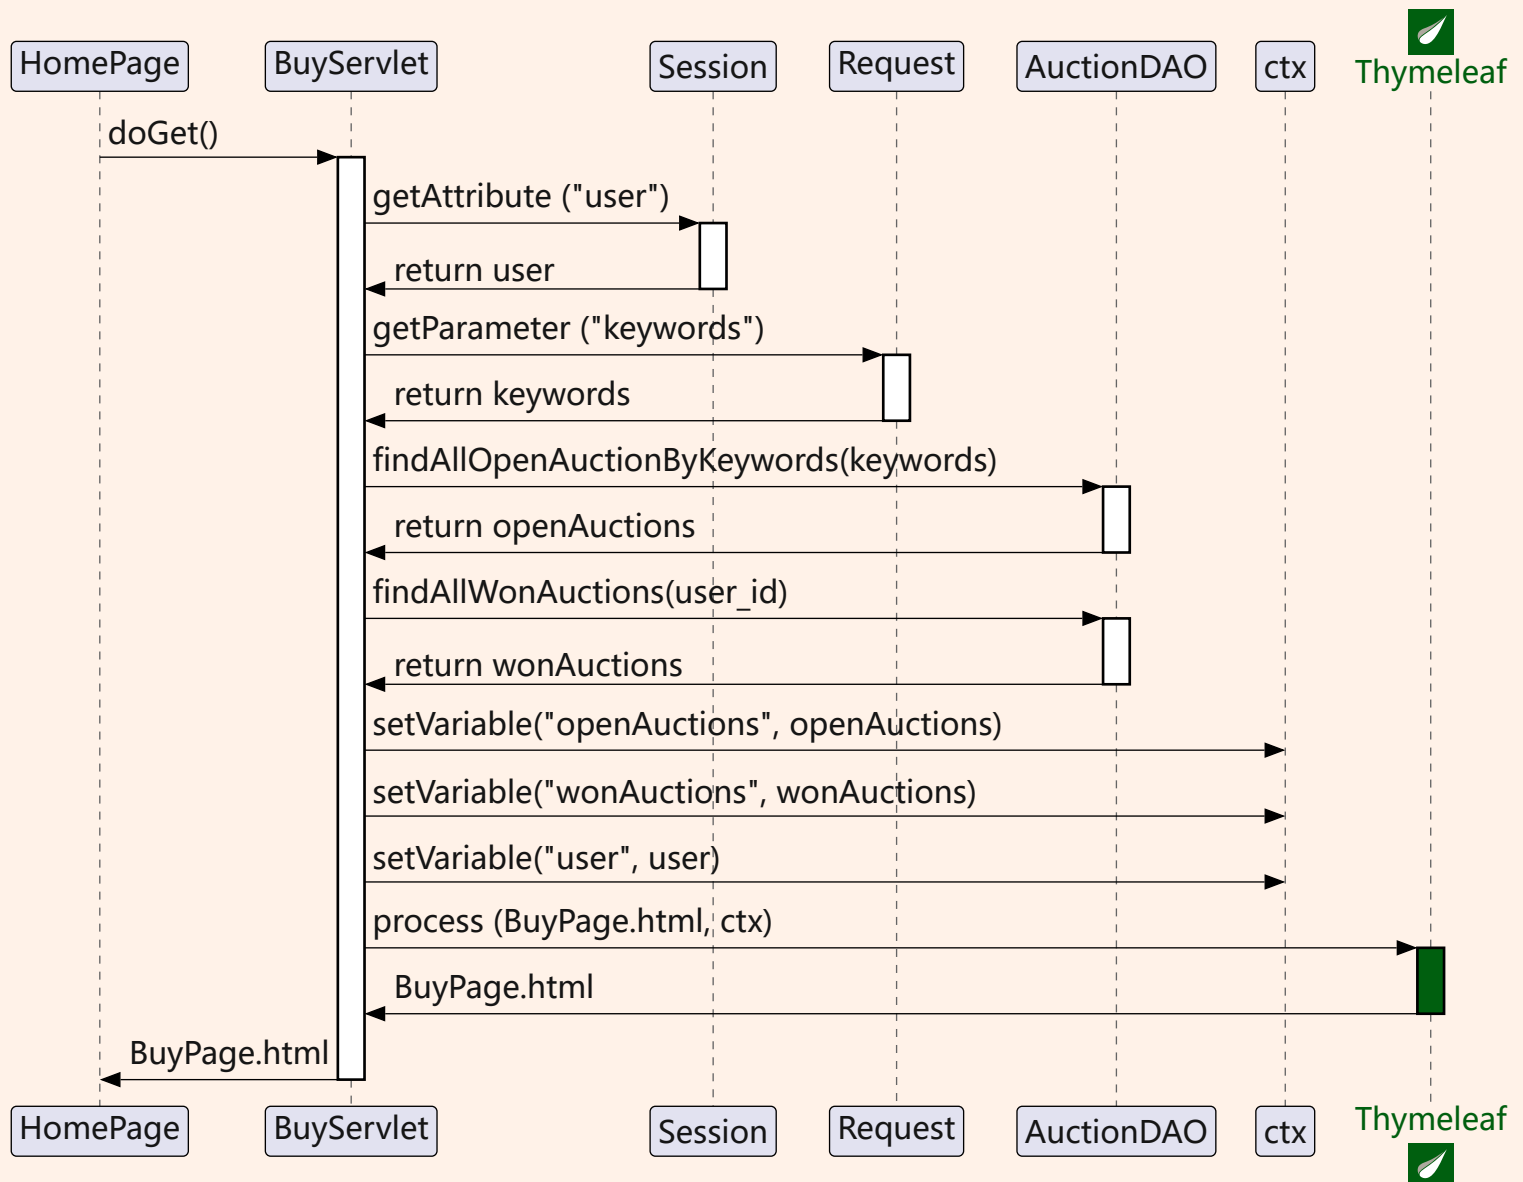 HomePage
BuyServlet
Session
Request
AuctionDAO
ctx
Thymeleaf
doGet()
getAttribute ("user")
return user
getParameter ("keywords")
return keywords
findAllOpenAuctionByKeywords(keywords)
return openAuctions
findAllWonAuctions(user_id)
return wonAuctions
setVariable("openAuctions", openAuctions)
setVariable("wonAuctions", wonAuctions)
setVariable("user", user)
process (BuyPage.html, ctx)
BuyPage.html
BuyPage.html
HomePage
BuyServlet
Session
Request
AuctionDAO
ctx
Thymeleaf